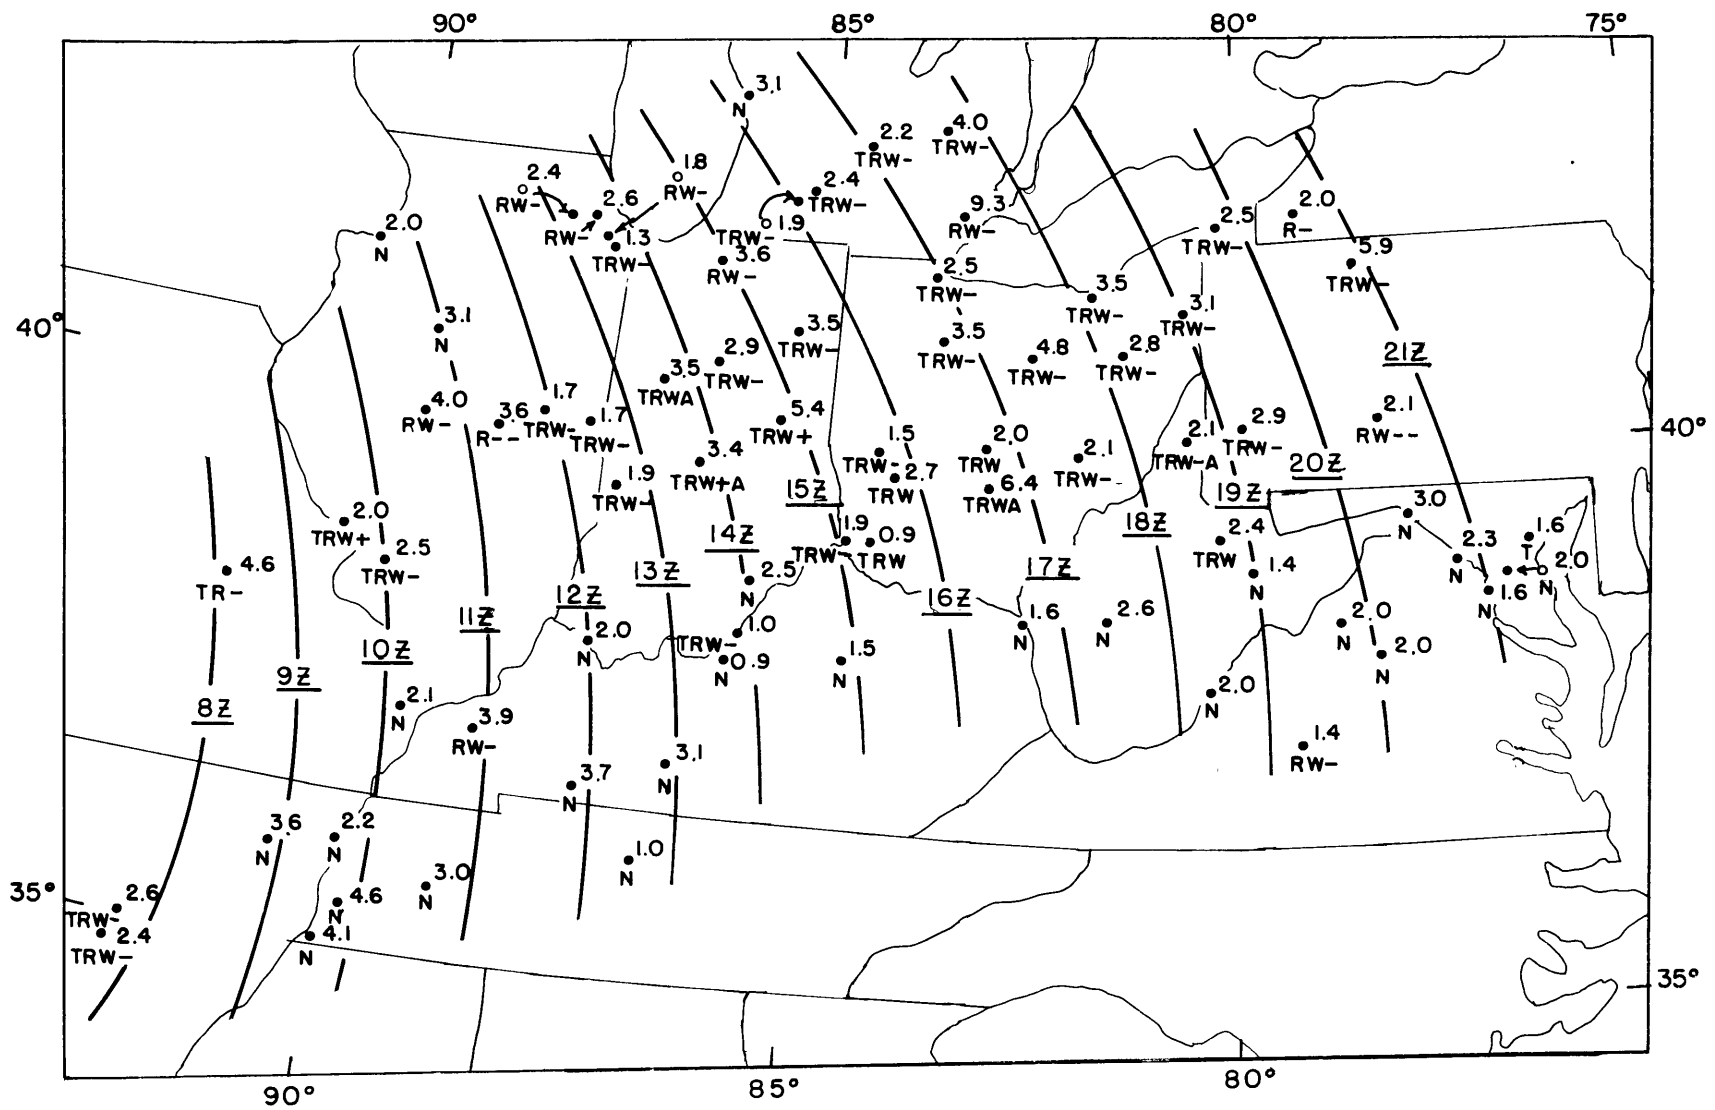 90° 85° 80° 75°
3.1
N
4.0
TRW-
2.2
TRW-
1.8
RW-
2.4
RW-
2.4
TRW-
2.6
RW-
2.0
N
1.9
TRW-
9.3
RW-
2.5
TRW-
2.0
R-
1.3
TRW-
3.6
RW-
5.9
TRW-
2.5
TRW-
3.5
TRW-
3.1
TRW-
40°
3.1
N
3.5
TRW-
3.5
TRW-
2.9
TRW-
4.8
TRW-
2.8
TRW-
21Z
3.5
TRWA
4.0
RW-
3.6
R--
1.7
TRW-
1.7
TRW-
5.4
TRW+
2.1
RW--
40°
1.5
TRW-
2.0
TRW
2.1
TRW-
2.1
TRW-A
2.9
TRW-
3.4
TRW+A
2.7
TRW
6.4
TRWA
20Z
1.9
TRW-
15Z
19Z
3.0
N
2.0
TRW+
18Z
14Z
1.9
TRW-
0.9
TRW
2.4
TRW
2.3
N
1.6
T
2.5
TRW-
4.6
TR-
13Z
2.5
N
17Z
1.4
N
2.0
N
1.6
N
12Z
16Z
11Z
2.0
N
1.0
TRW-
1.6
N
2.6
N
2.0
N
10Z
0.9
N
1.5
N
2.0
N
9Z
8Z
2.1
N
3.9
RW-
2.0
N
1.4
RW-
3.7
N
3.1
N
3.6
N
2.2
N
1.0
N
35°
2.6
TRW-
4.6
N
3.0
N
2.4
TRW-
4.1
N
35°
90° 85° 80°